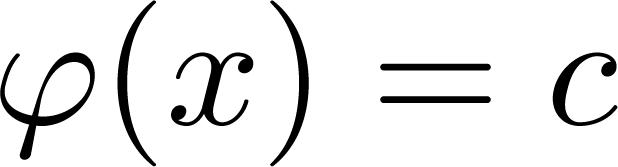 φ(x) = c